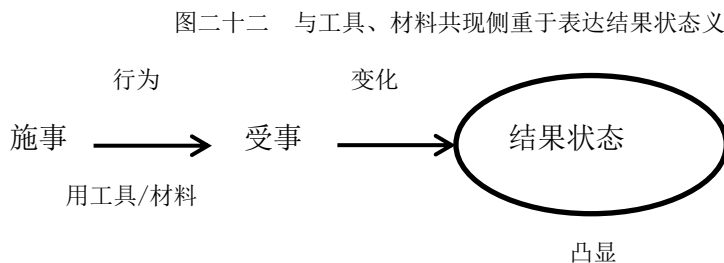 图二十二 与工具、材料共现侧重于表达结果状态义
行为 变化
施事 受事 结果状态
用工具/材料
凸显